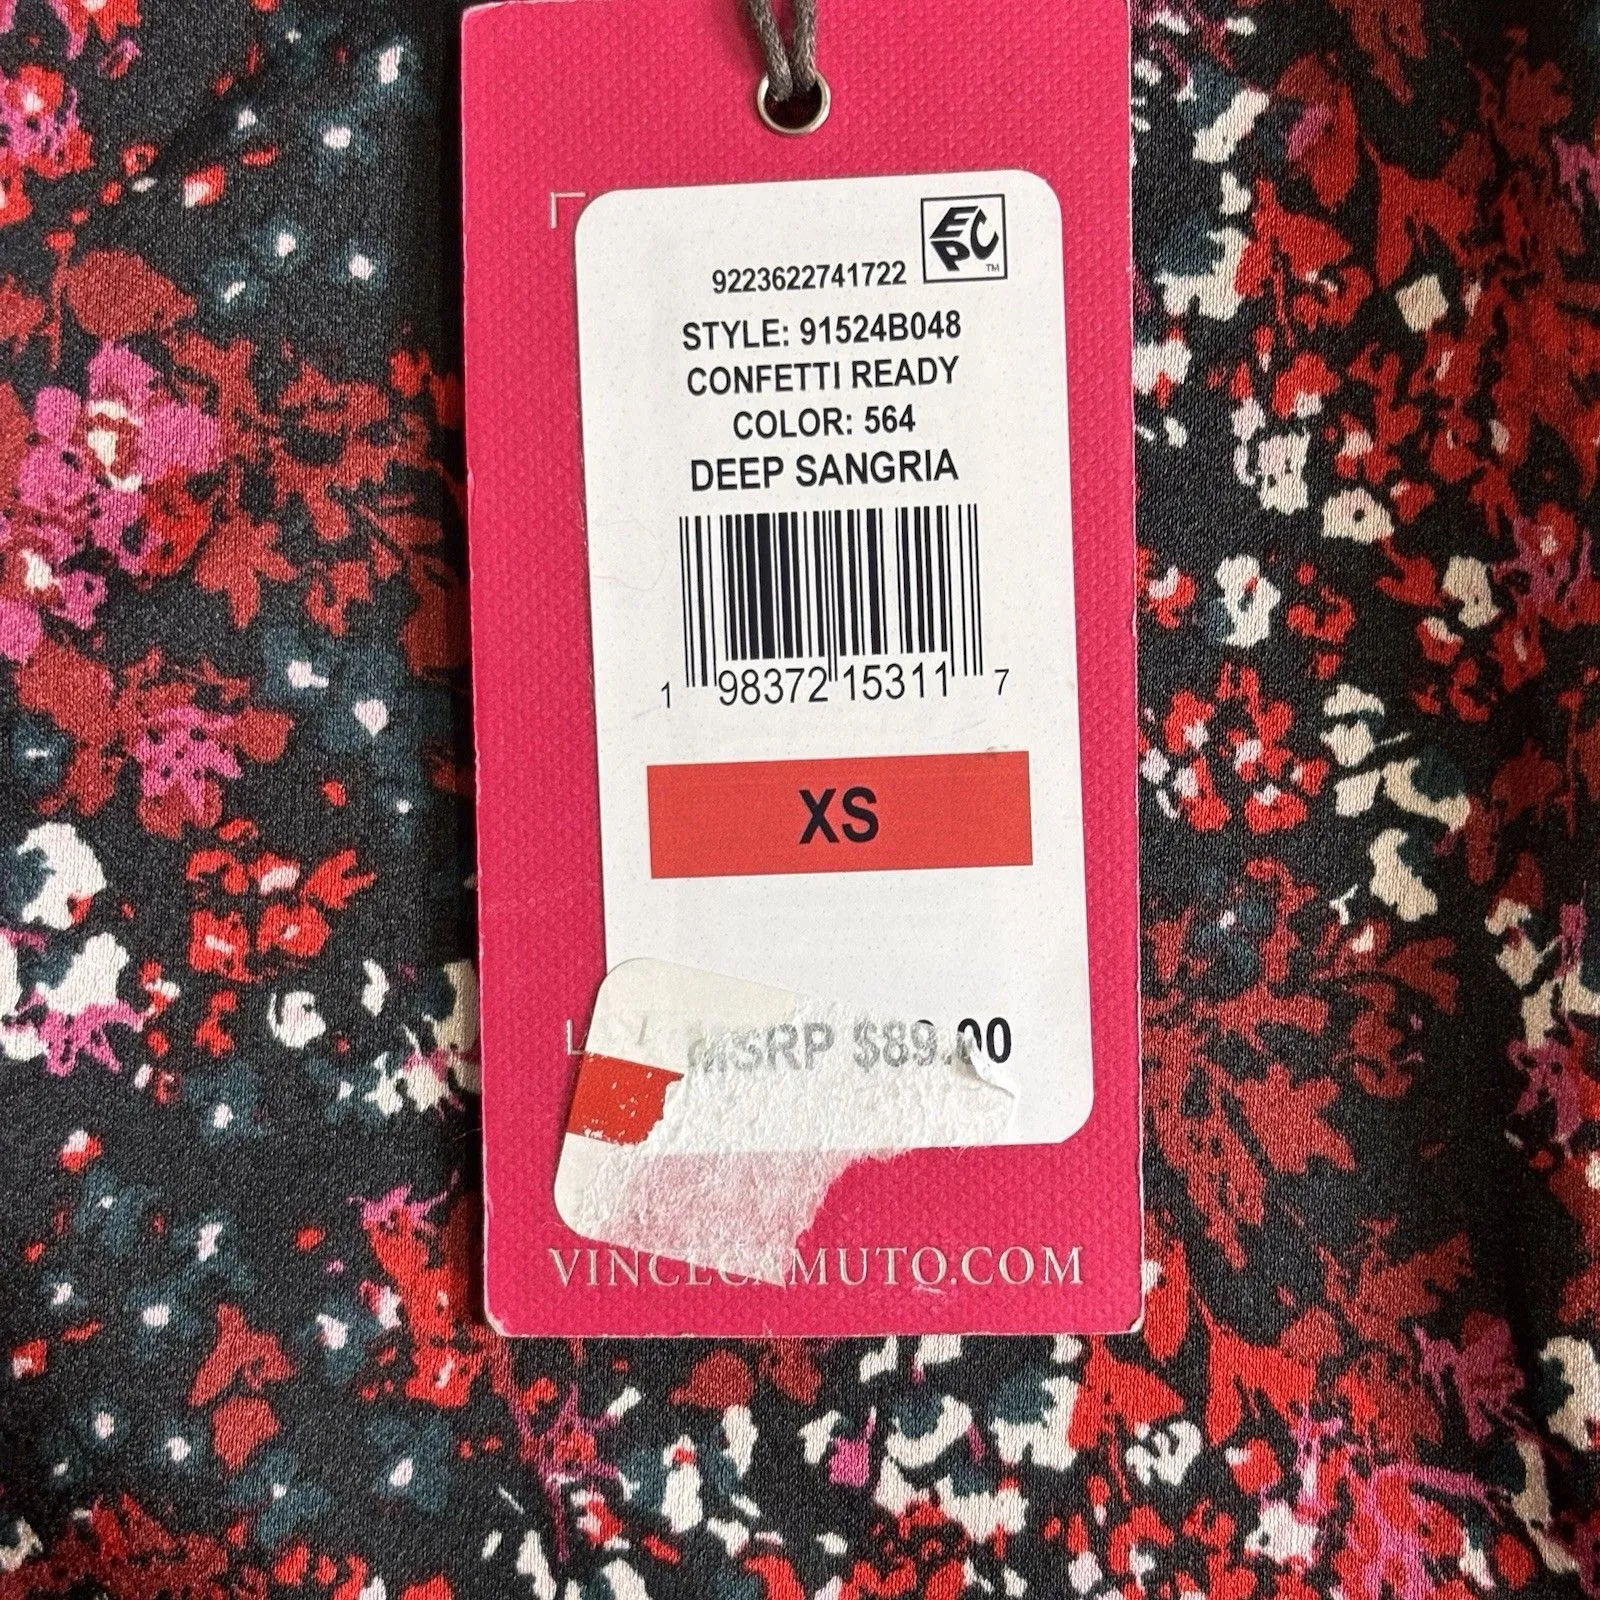 EPC
™
9223622741722
STYLE: 91524B048
CONFETTI READY
COLOR: 564
DEEP SANGRIA
1 98372 15311 7
XS
MSRP $89.00
VINCECAMUTO.COM